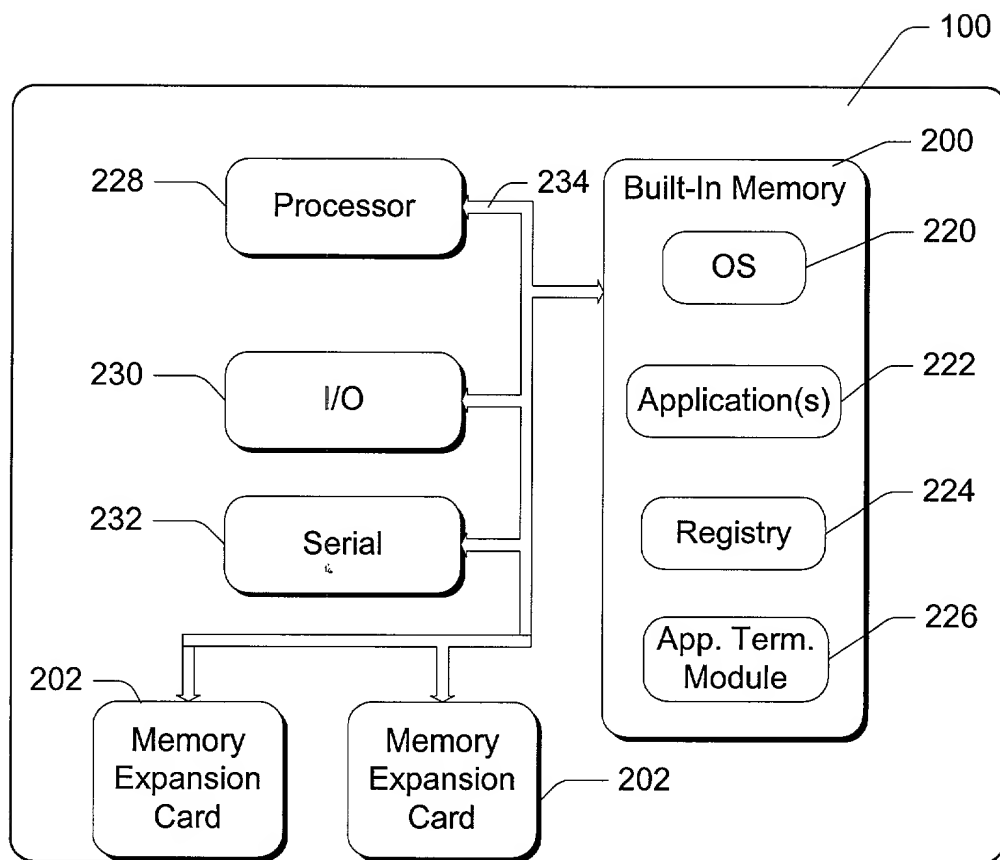 100
200
228
Processor
234
Built-In Memory
220
OS
230
I/O
222
Application(s)
232
Serial
224
Registry
226
App. Term.
Module
202
Memory
Expansion
Card
Memory
Expansion
Card
202